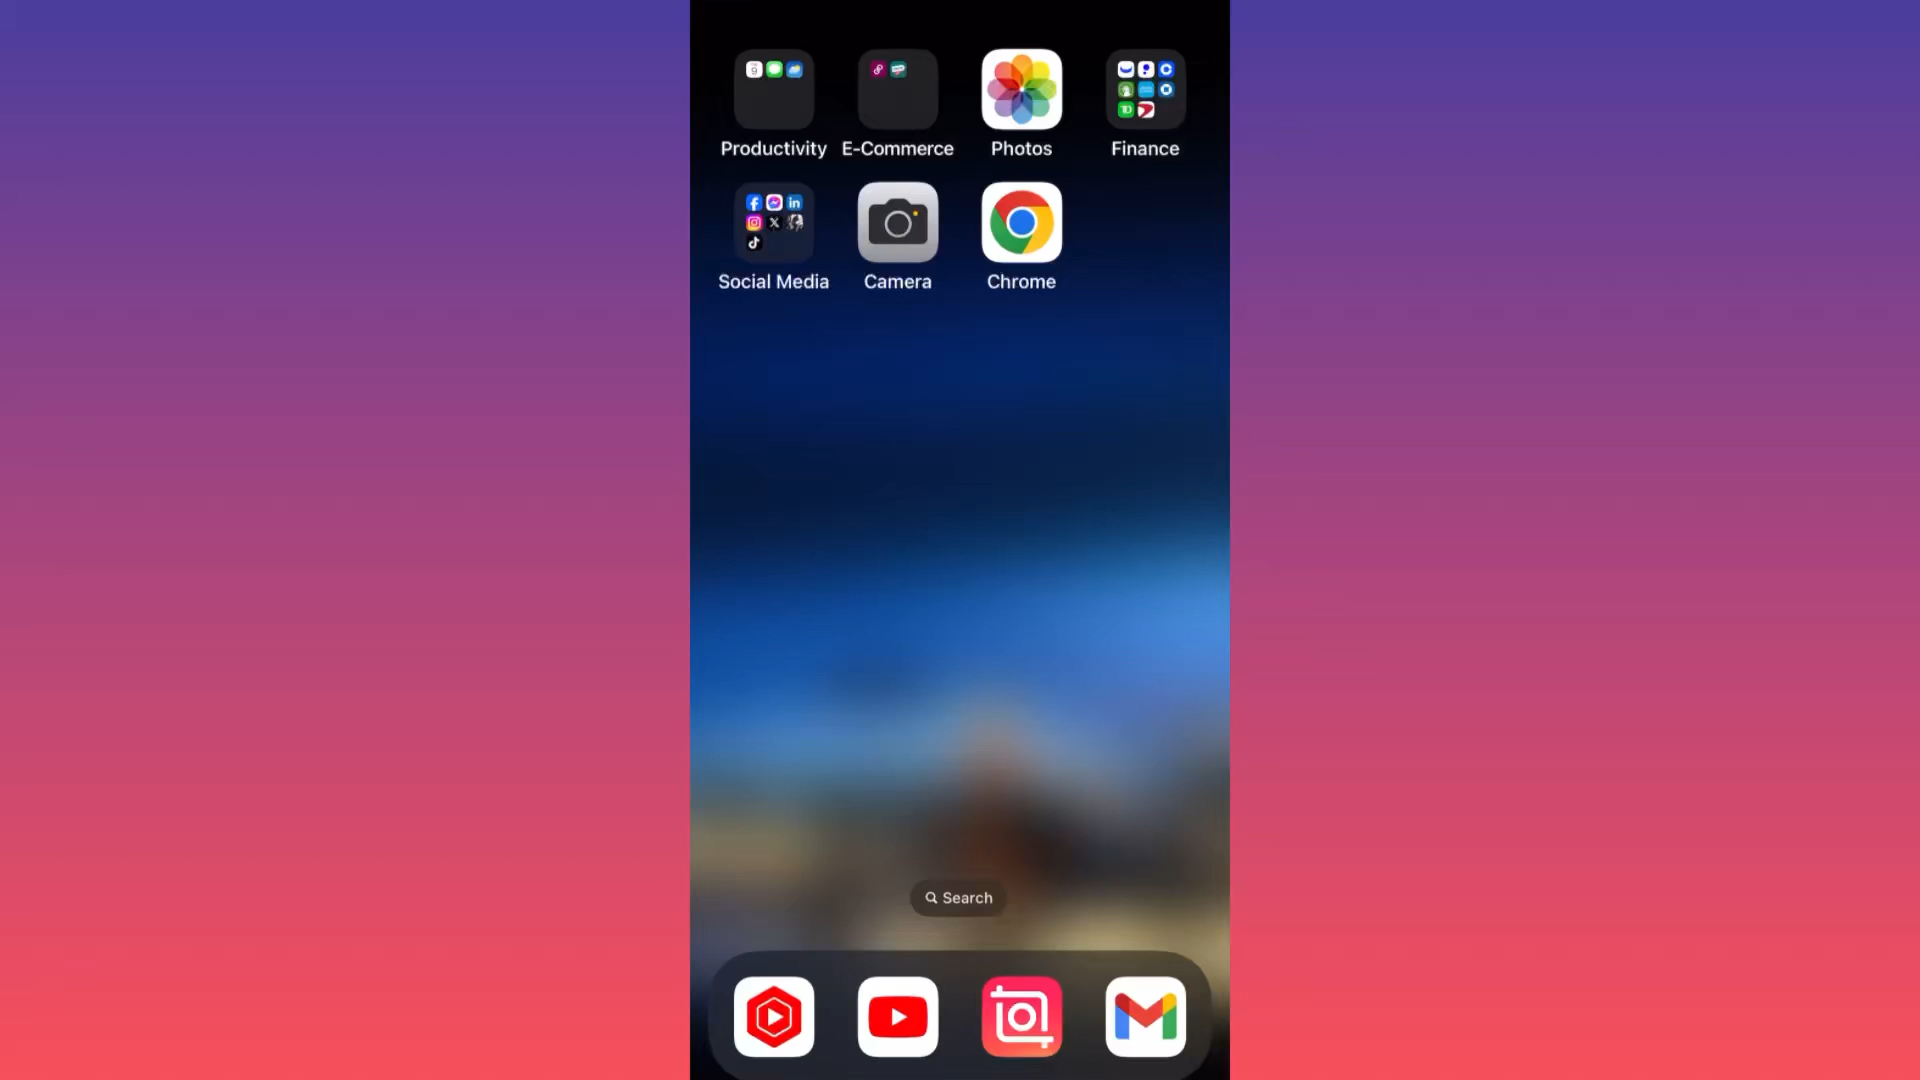 Productivity E-Commerce Photos Finance
Social Media Camera Chrome
Search